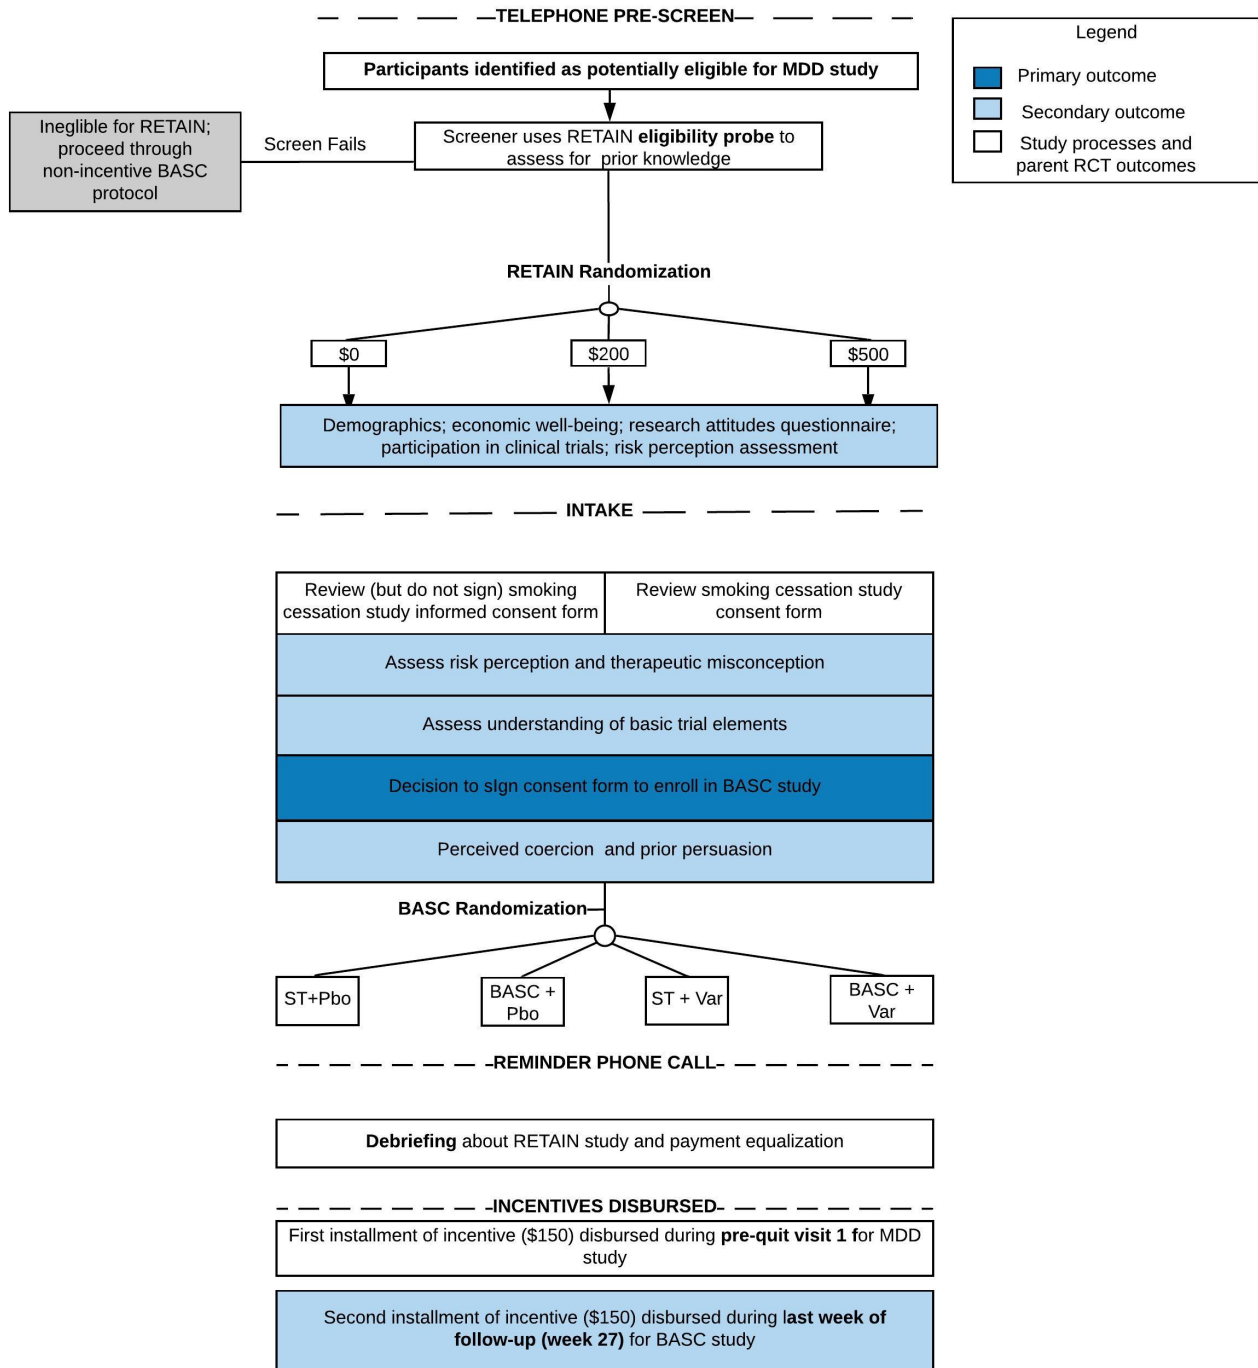 TELEPHONE PRE-SCREEN
Legend
Primary outcome
Secondary outcome
Study processes and
parent RCT outcomes
Participants identified as potentially eligible for MDD study
Ineglible for RETAIN;
proceed through
non-incentive BASC
protocol
Screen Fails
Screener uses RETAIN eligibility probe to
assess for prior knowledge
RETAIN Randomization
$0
$200
$500
Demographics; economic well-being; research attitudes questionnaire;
participation in clinical trials; risk perception assessment
INTAKE
Review (but do not sign) smoking
cessation study informed consent form
Review smoking cessation study
consent form
Assess risk perception and therapeutic misconception
Assess understanding of basic trial elements
Decision to sIgn consent form to enroll in BASC study
Perceived coercion and prior persuasion
BASC Randomization
ST+Pbo
BASC +
Pbo
ST + Var
BASC +
Var
REMINDER PHONE CALL
Debriefing about RETAIN study and payment equalization
INCENTIVES DISBURSED
First installment of incentive ($150) disbursed during pre-quit visit 1 for MDD
study
Second installment of incentive ($150) disbursed during last week of
follow-up (week 27) for BASC study